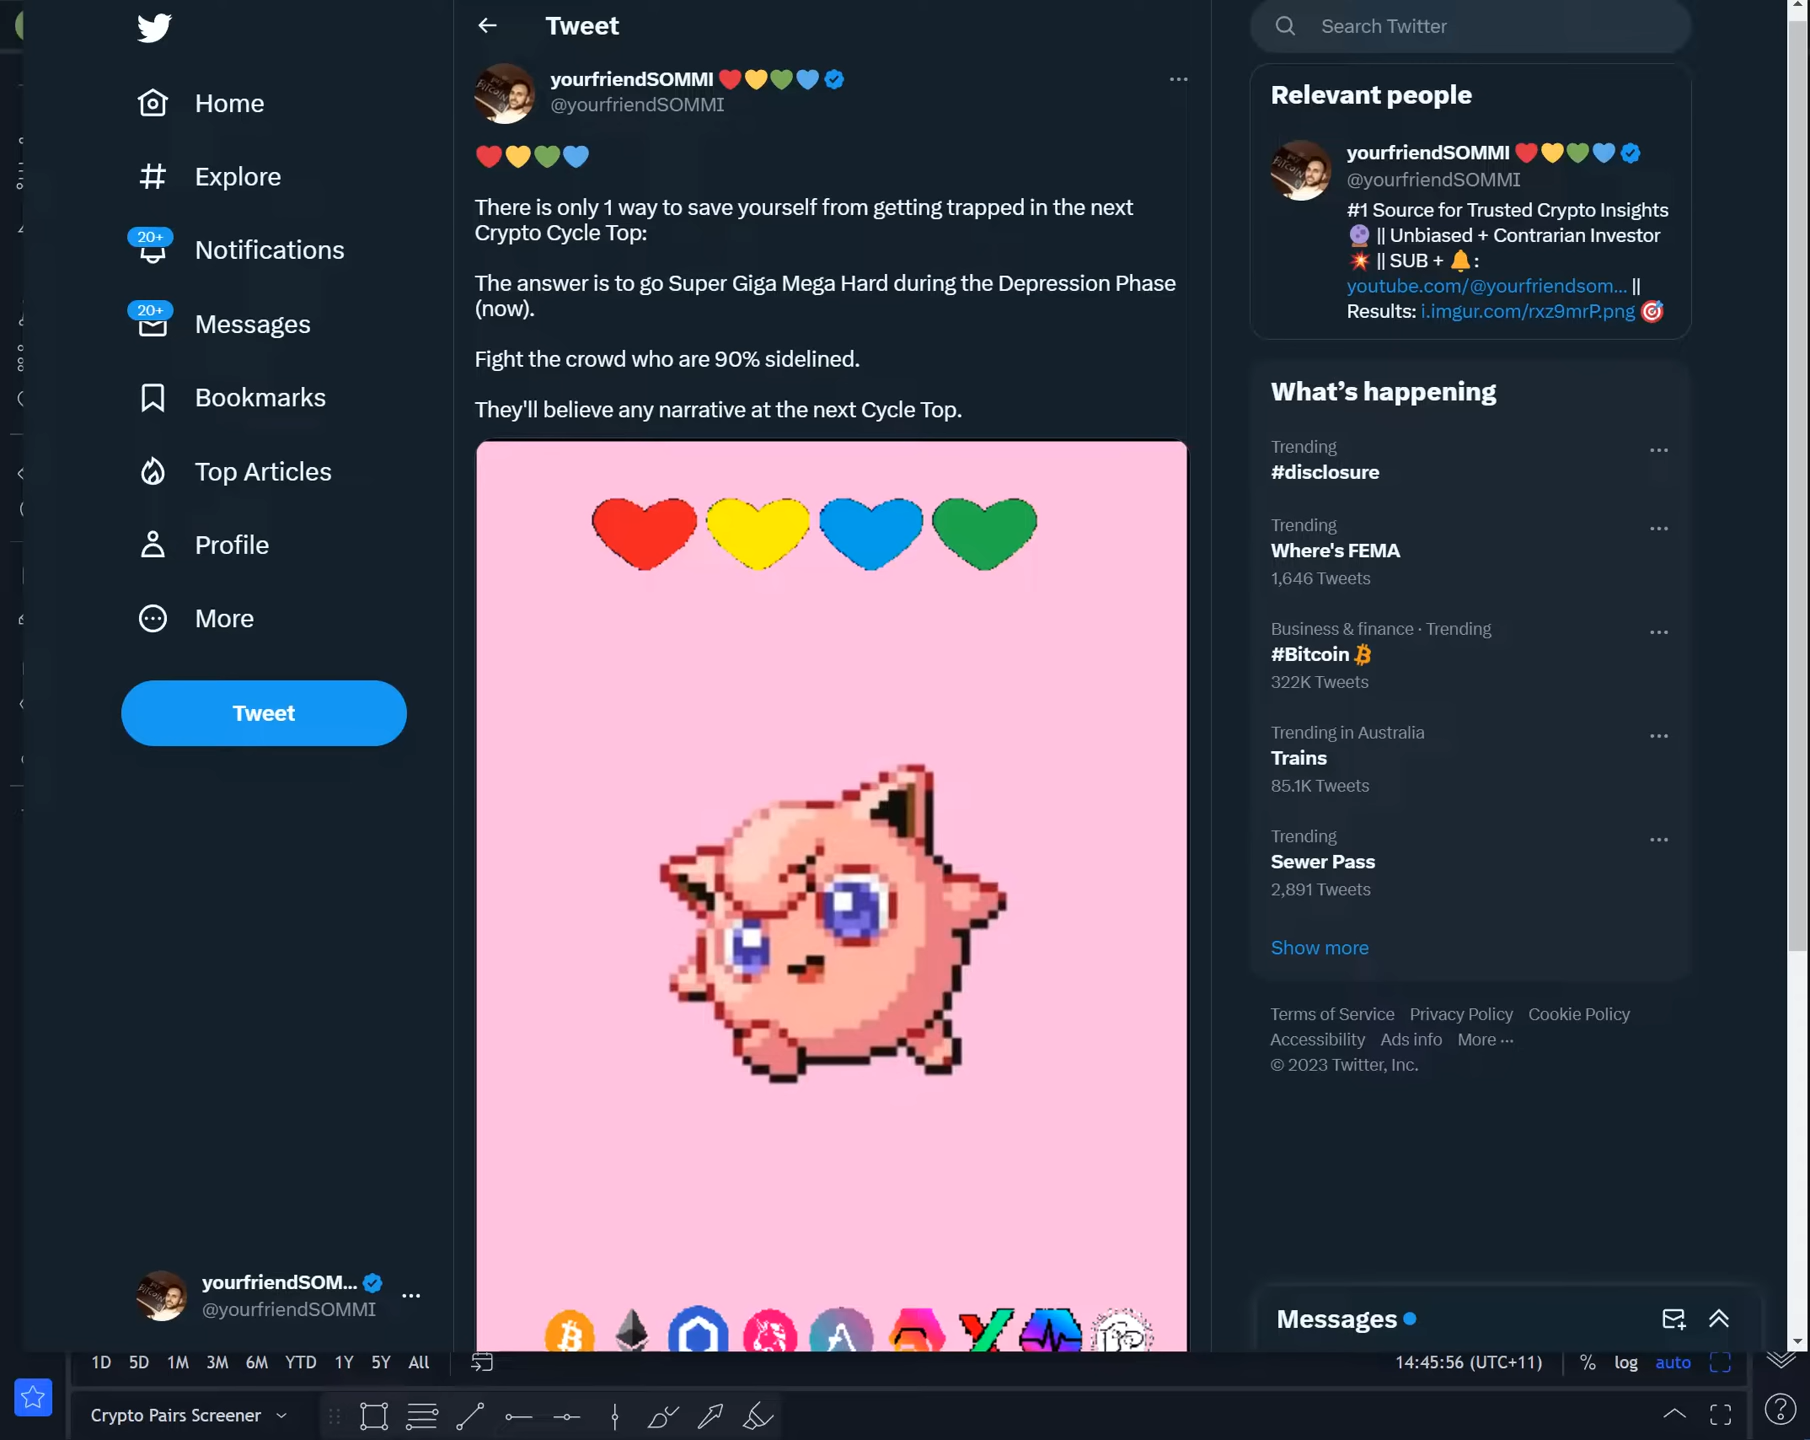 Home
Explore
20+
Notifications
20+
Messages
Bookmarks
Top Articles
Profile
More
Tweet
yourfriendSOM...
@yourfriendSOMMI
Tweet
yourfriendSOMMI ❤️💛💚💙
@yourfriendSOMMI
❤️💛💚💙
There is only 1 way to save yourself from getting trapped in the next
Crypto Cycle Top:
The answer is to go Super Giga Mega Hard during the Depression Phase
(now).
Fight the crowd who are 90% sidelined.
They'll believe any narrative at the next Cycle Top.
Search Twitter
Relevant people
yourfriendSOMMI ❤️💛💚💙
@yourfriendSOMMI
#1 Source for Trusted Crypto Insights
🔮 || Unbiased + Contrarian Investor
💥 || SUB + 🔔:
youtube.com/@yourfriendsom... ||
Results: i.imgur.com/rxz9mrP.png 🎯
What’s happening
Trending
#disclosure
Trending
Where's FEMA
1,646 Tweets
Business & finance · Trending
#Bitcoin
322K Tweets
Trending in Australia
Trains
85.1K Tweets
Trending
Sewer Pass
2,891 Tweets
Show more
Terms of Service Privacy Policy Cookie Policy
Accessibility Ads info More ···
© 2023 Twitter, Inc.
Messages
1D 5D 1M 3M 6M YTD 1Y 5Y All
14:45:56 (UTC+11) % log auto
Crypto Pairs Screener